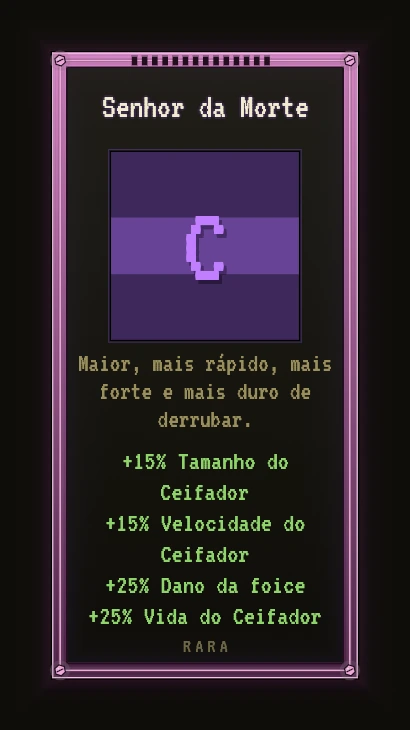 Senhor da Morte
C
Maior, mais rápido, mais
forte e mais duro de
derrubar.
+15% Tamanho do
Ceifador
+15% Velocidade do
Ceifador
+25% Dano da foice
+25% Vida do Ceifador
RARA